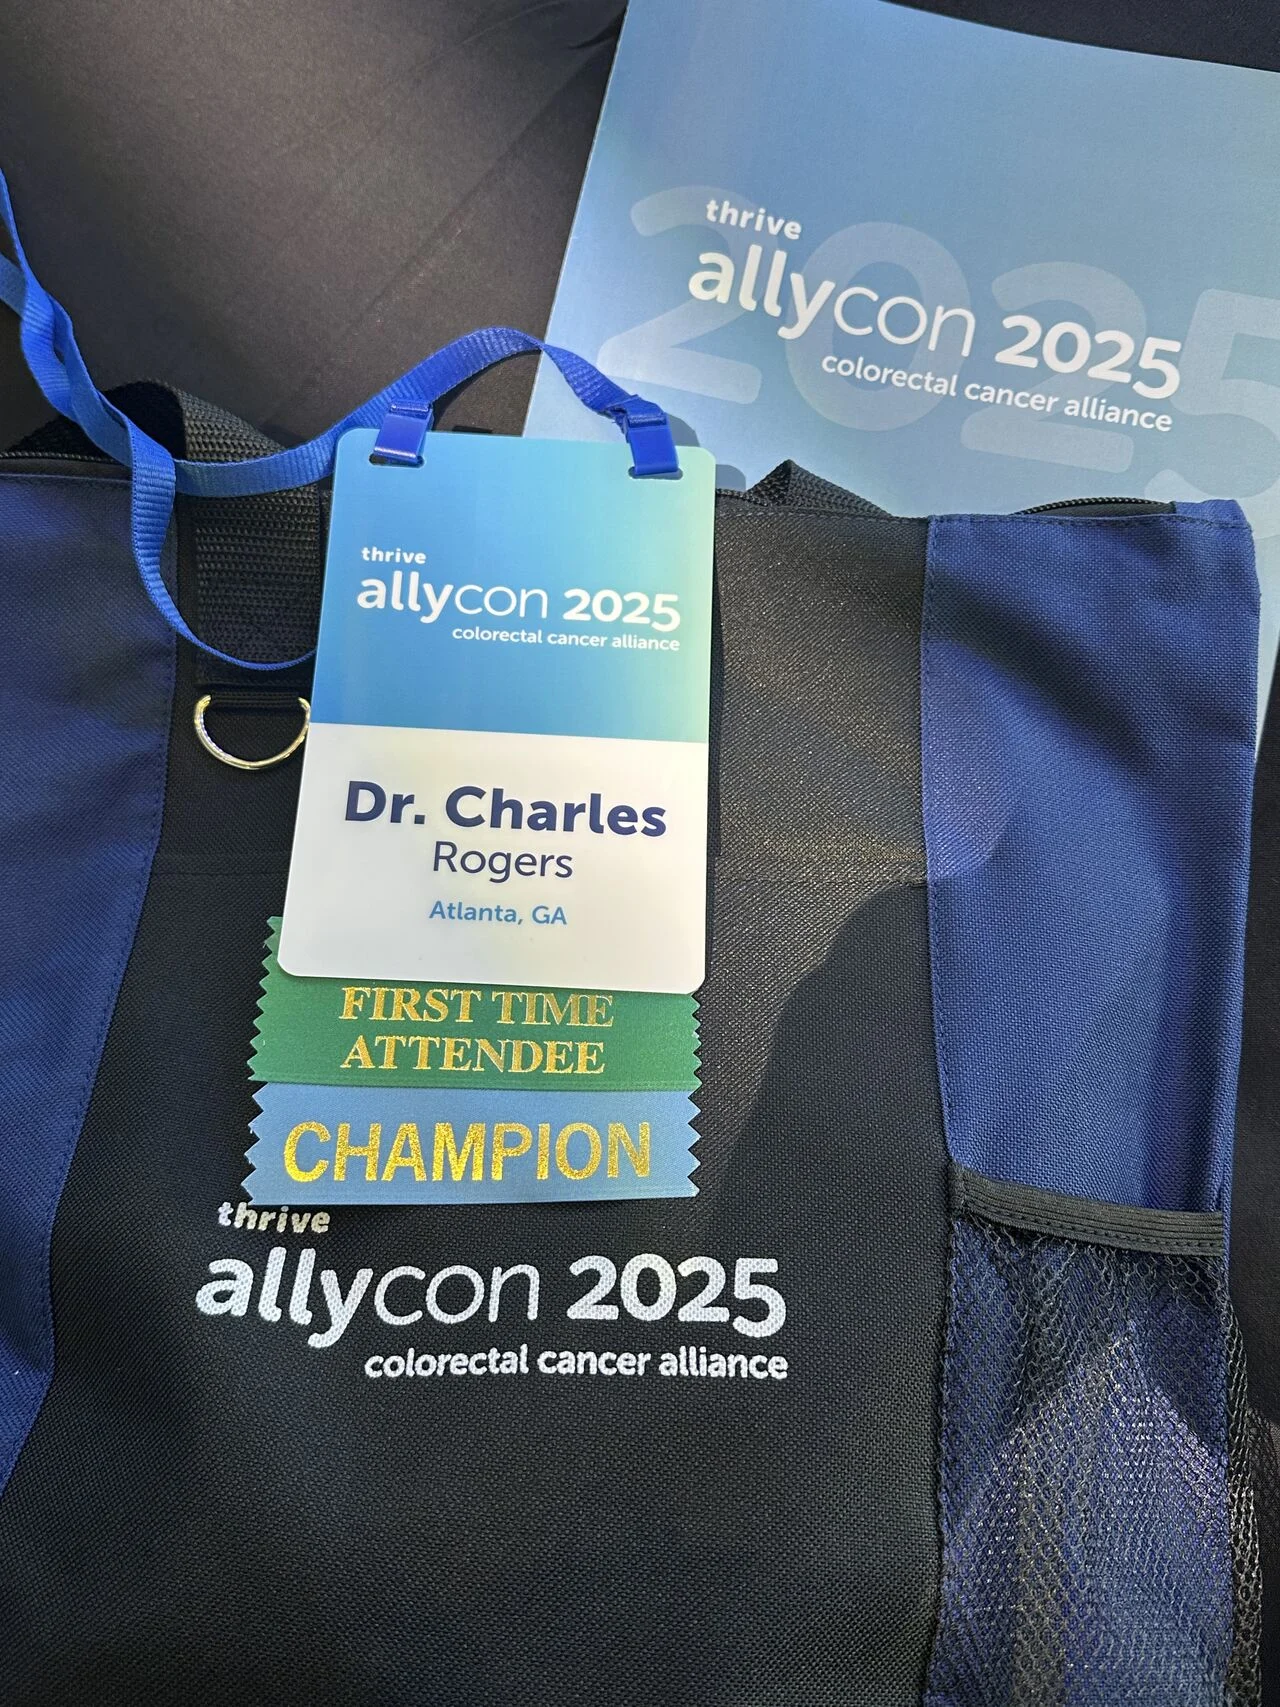 thrive
allycon 2025
colorectal cancer alliance
2025
thrive
allycon 2025
colorectal cancer alliance
Dr. Charles
Rogers
Atlanta, GA
FIRST TIME
ATTENDEE
CHAMPION
thrive
allycon 2025
colorectal cancer alliance